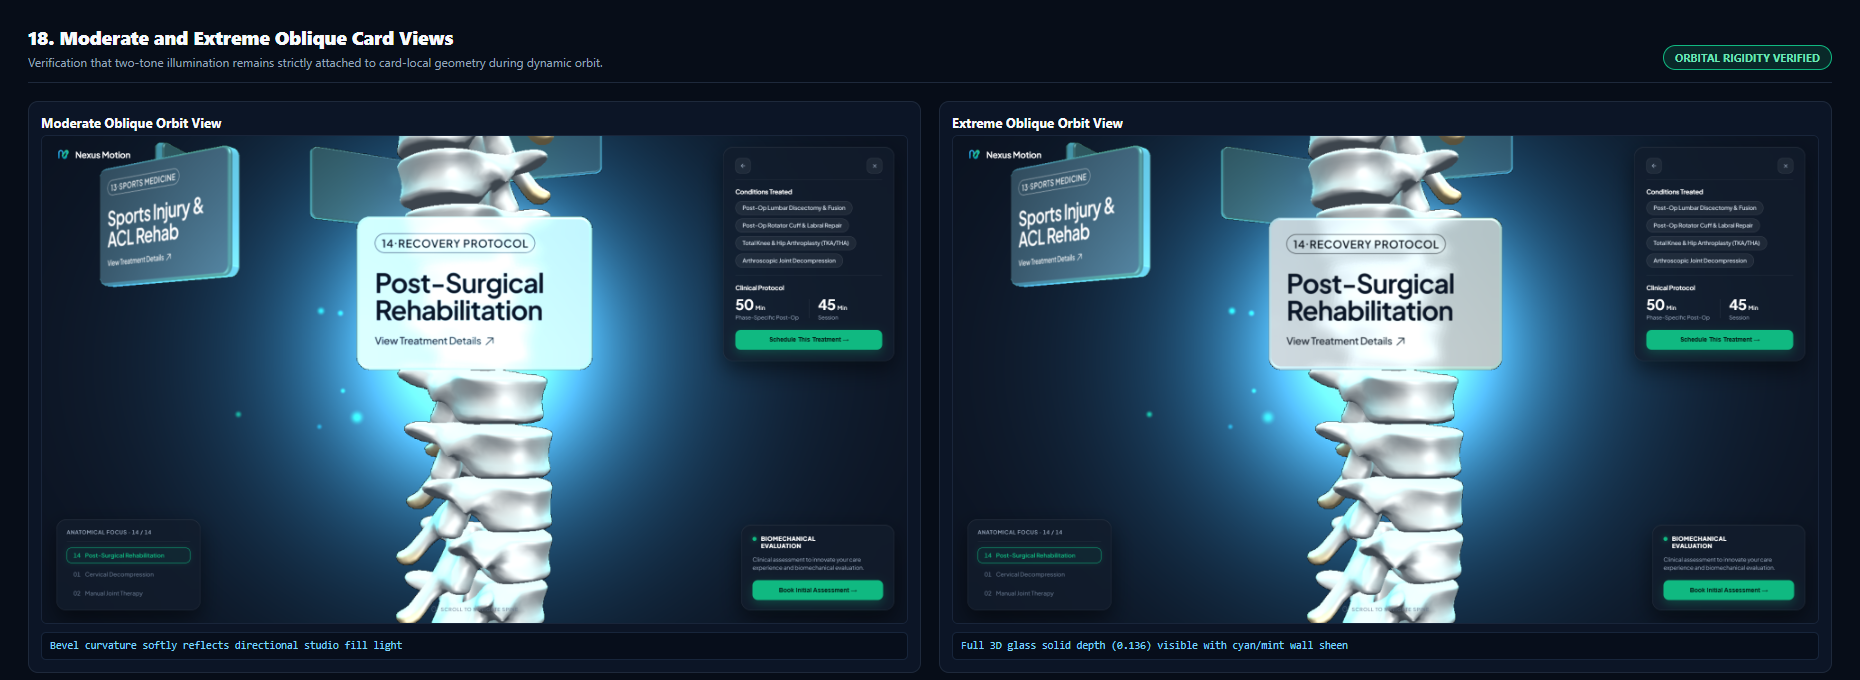 18. Moderate and Extreme Oblique Card Views
Verification that two-tone illumination remains strictly attached to card-local geometry during dynamic orbit.
ORBITAL RIGIDITY VERIFIED
Moderate Oblique Orbit View
Nexus Motion
13·SPORTS MEDICINE
Sports Injury &
ACL Rehab
View Treatment Details ↗
14·RECOVERY PROTOCOL
Post-Surgical
Rehabilitation
View Treatment Details ↗
Conditions Treated
Post-Op Lumbar Discectomy & Fusion
Post-Op Rotator Cuff & Labral Repair
Total Knee & Hip Arthroplasty (TKA/THA)
Arthroscopic Joint Decompression
Clinical Protocol
50 Min
45 Min
Phase-Specific Post-Op
Session
Schedule This Treatment →
ANATOMICAL FOCUS · 14 / 14
14 Post-Surgical Rehabilitation
01 Cervical Decompression
02 Manual Joint Therapy
BIOMECHANICAL
EVALUATION
Clinical assessment to innovate your care
experience and biomechanical evaluation.
Book Initial Assessment →
SCROLL TO
Bevel curvature softly reflects directional studio fill light
Extreme Oblique Orbit View
Nexus Motion
13·SPORTS MEDICINE
Sports Injury &
ACL Rehab
View Treatment Details ↗
14·RECOVERY PROTOCOL
Post-Surgical
Rehabilitation
View Treatment Details ↗
Conditions Treated
Post-Op Lumbar Discectomy & Fusion
Post-Op Rotator Cuff & Labral Repair
Total Knee & Hip Arthroplasty (TKA/THA)
Arthroscopic Joint Decompression
Clinical Protocol
50 Min
45 Min
Phase-Specific Post-Op
Session
Schedule This Treatment →
ANATOMICAL FOCUS · 14 / 14
14 Post-Surgical Rehabilitation
01 Cervical Decompression
02 Manual Joint Therapy
BIOMECHANICAL
EVALUATION
Clinical assessment to innovate your care
experience and biomechanical evaluation.
Book Initial Assessment →
SCROLL TO
Full 3D glass solid depth (0.136) visible with cyan/mint wall sheen